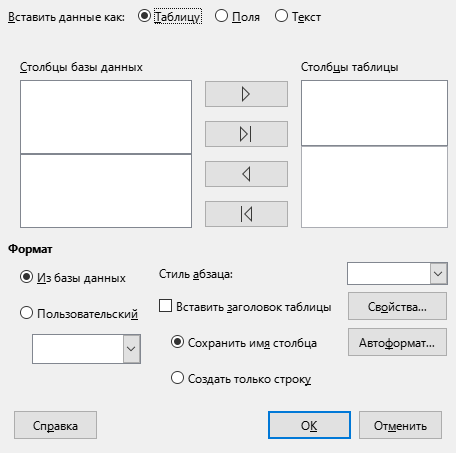 Вставить данные как: Таблицу Поля Текст
Столбцы базы данных Столбцы таблицы
Формат
Из базы данных Стиль абзаца:
Пользовательский Вставить заголовок таблицы Свойства...
Сохранить имя столбца Автоформат...
Создать только строку
Справка ОК Отменить